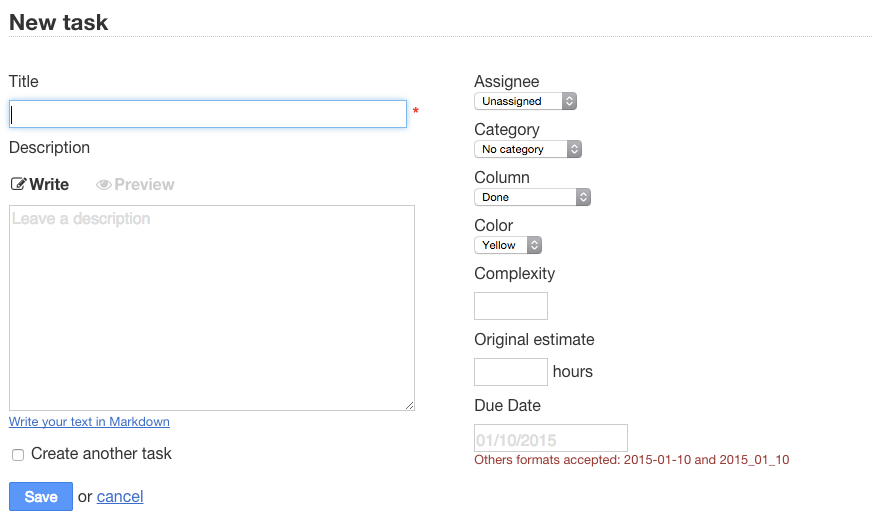 New task
Title
*
Description
Write Preview
Leave a description
Write your text in Markdown
Create another task
Save or cancel
Assignee
Unassigned
Category
No category
Column
Done
Color
Yellow
Complexity
Original estimate
hours
Due Date
01/10/2015
Others formats accepted: 2015-01-10 and 2015_01_10